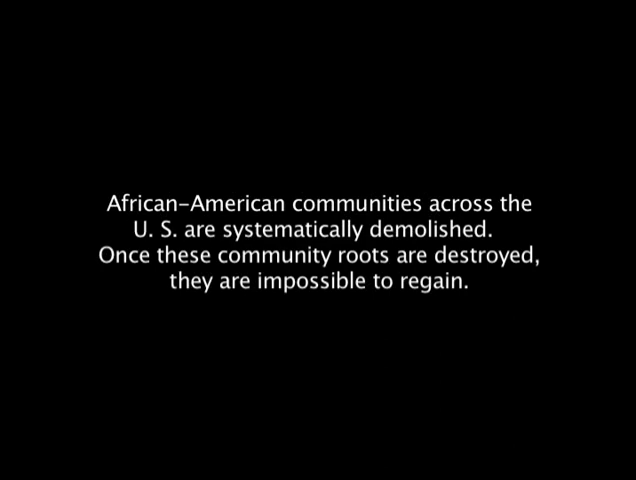 African-American communities across the
U. S. are systematically demolished.
Once these community roots are destroyed,
they are impossible to regain.